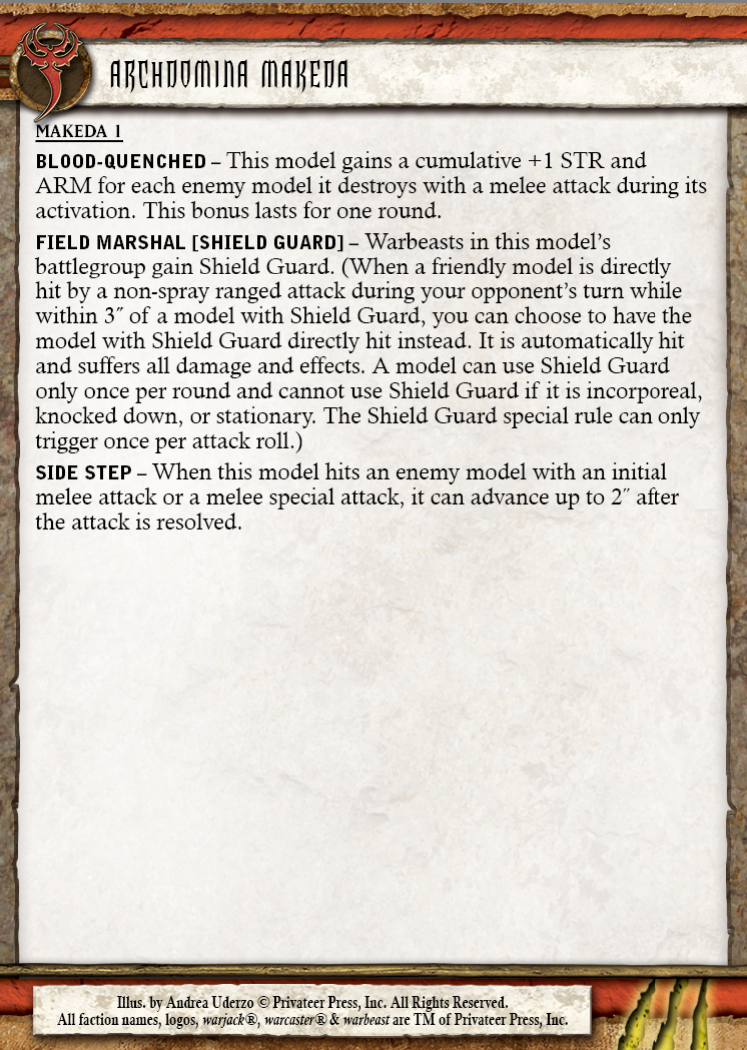 ARCHDOMINA MAKEDA
MAKEDA 1
BLOOD-QUENCHED – This model gains a cumulative +1 STR and
ARM for each enemy model it destroys with a melee attack during its
activation. This bonus lasts for one round.
FIELD MARSHAL [SHIELD GUARD] – Warbeasts in this model’s
battlegroup gain Shield Guard. (When a friendly model is directly
hit by a non-spray ranged attack during your opponent’s turn while
within 3˝ of a model with Shield Guard, you can choose to have the
model with Shield Guard directly hit instead. It is automatically hit
and suffers all damage and effects. A model can use Shield Guard
only once per round and cannot use Shield Guard if it is incorporeal,
knocked down, or stationary. The Shield Guard special rule can only
trigger once per attack roll.)
SIDE STEP – When this model hits an enemy model with an initial
melee attack or a melee special attack, it can advance up to 2˝ after
the attack is resolved.
Illus. by Andrea Uderzo © Privateer Press, Inc. All Rights Reserved.
All faction names, logos, warjack®, warcaster® & warbeast are TM of Privateer Press, Inc.